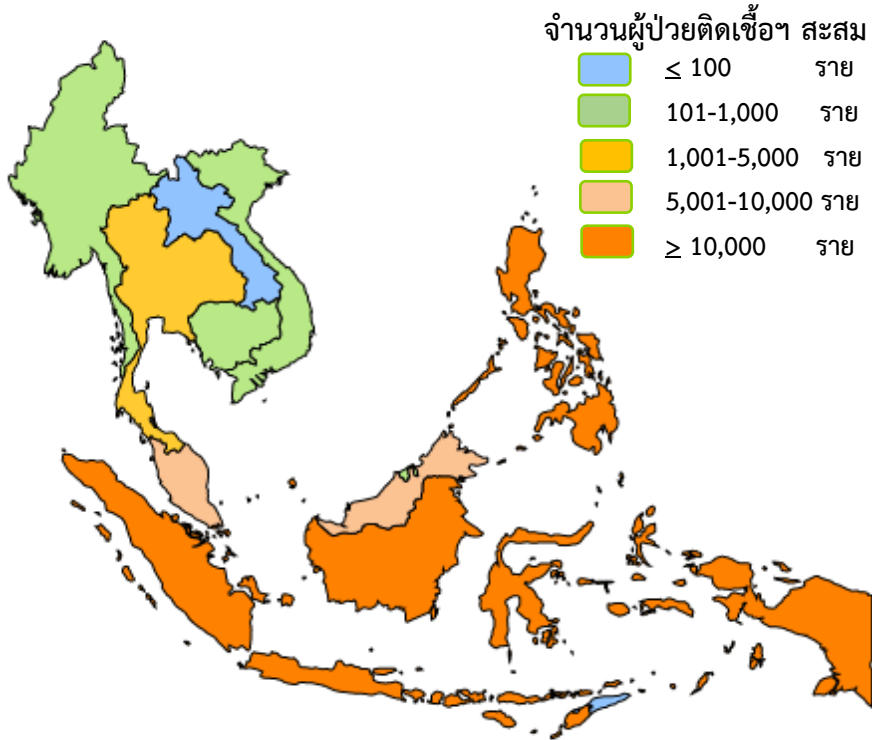 จำนวนผู้ป่วยติดเชื้อฯ สะสม
≤ 100 ราย
101-1,000 ราย
1,001-5,000 ราย
5,001-10,000 ราย
≥ 10,000 ราย